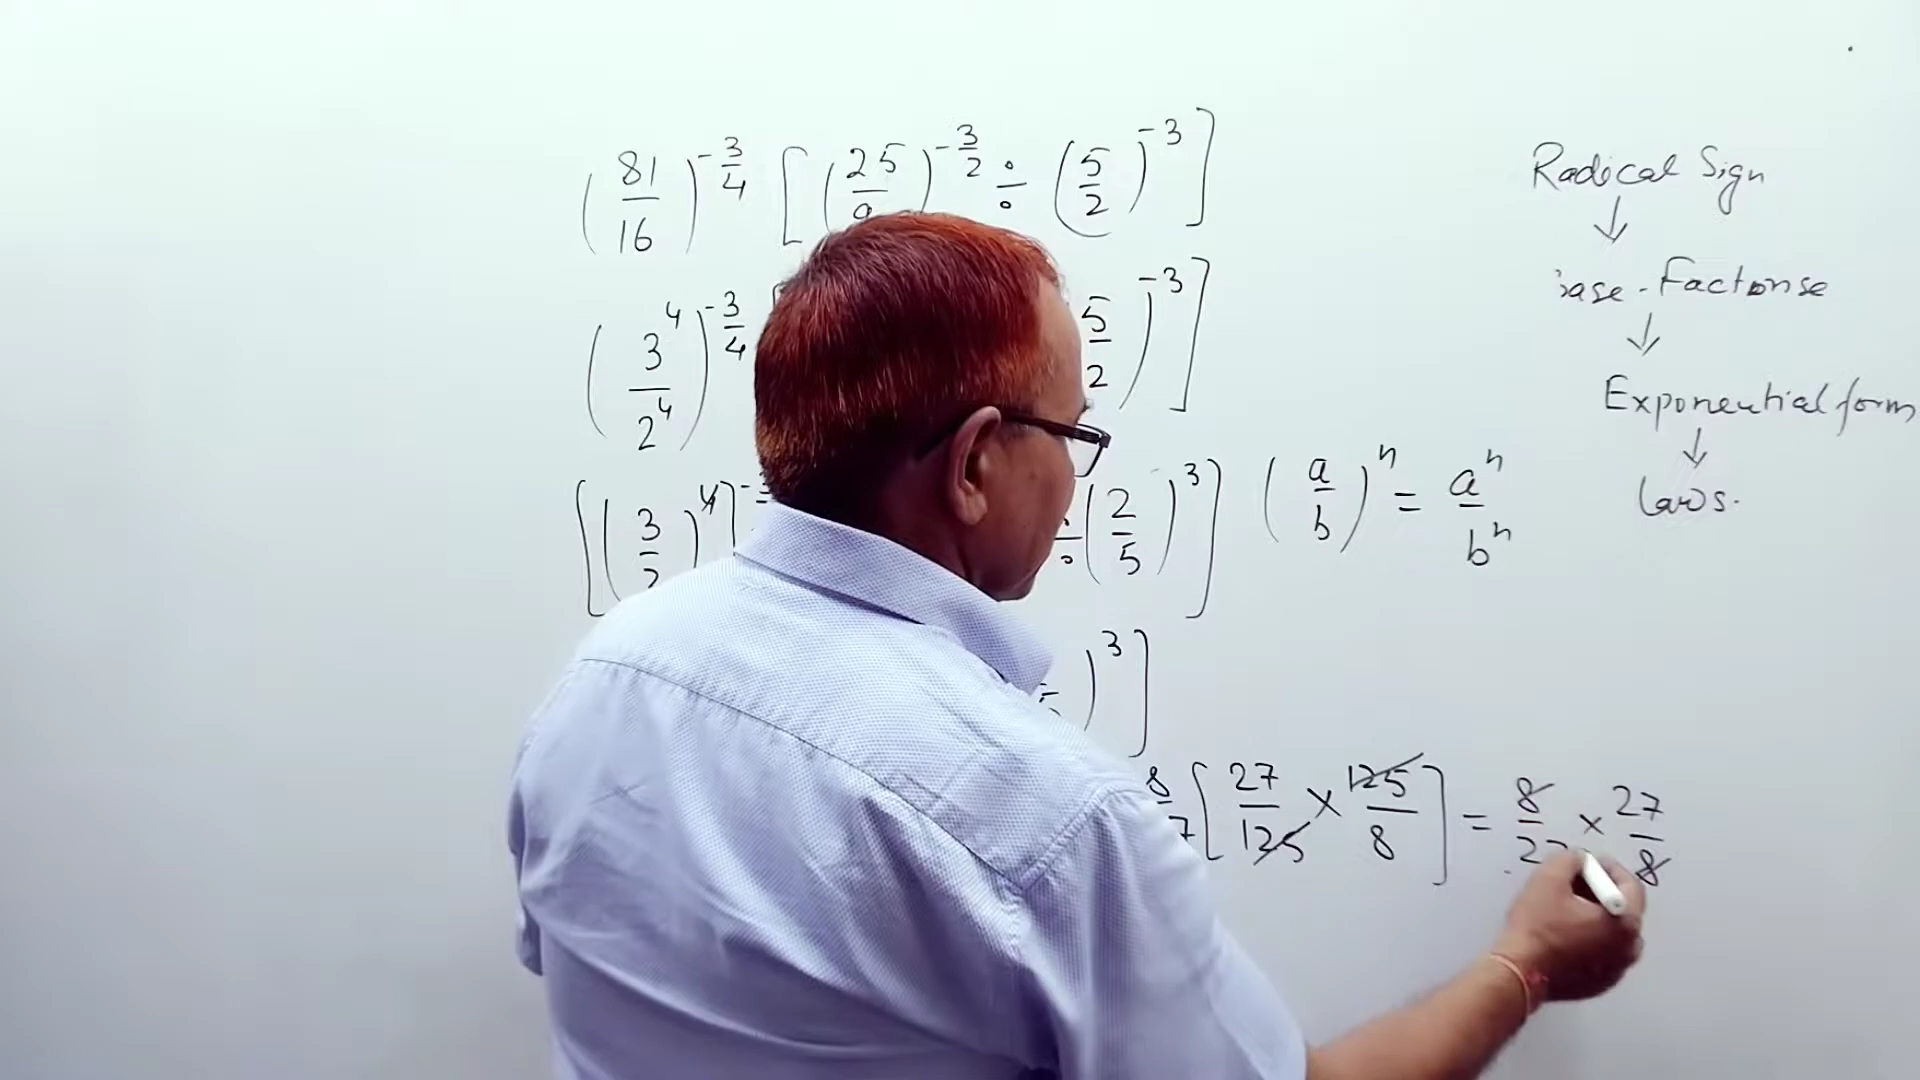 (81/16)^-3/4 [(25/9)^-3/2 ÷ (5/2)^-3]
(3^4/2^4)^-3/4 5/2)^-3]
[(3/2)^4]^- ÷ (2/5)^3] (a/b)^n = a^n/b^n
)^3]
8/27 [27/125 × 125/8] = 8/27 × 27/8
Radical Sign
↓
base - Factorise
↓
Exponential form
↓
laws.